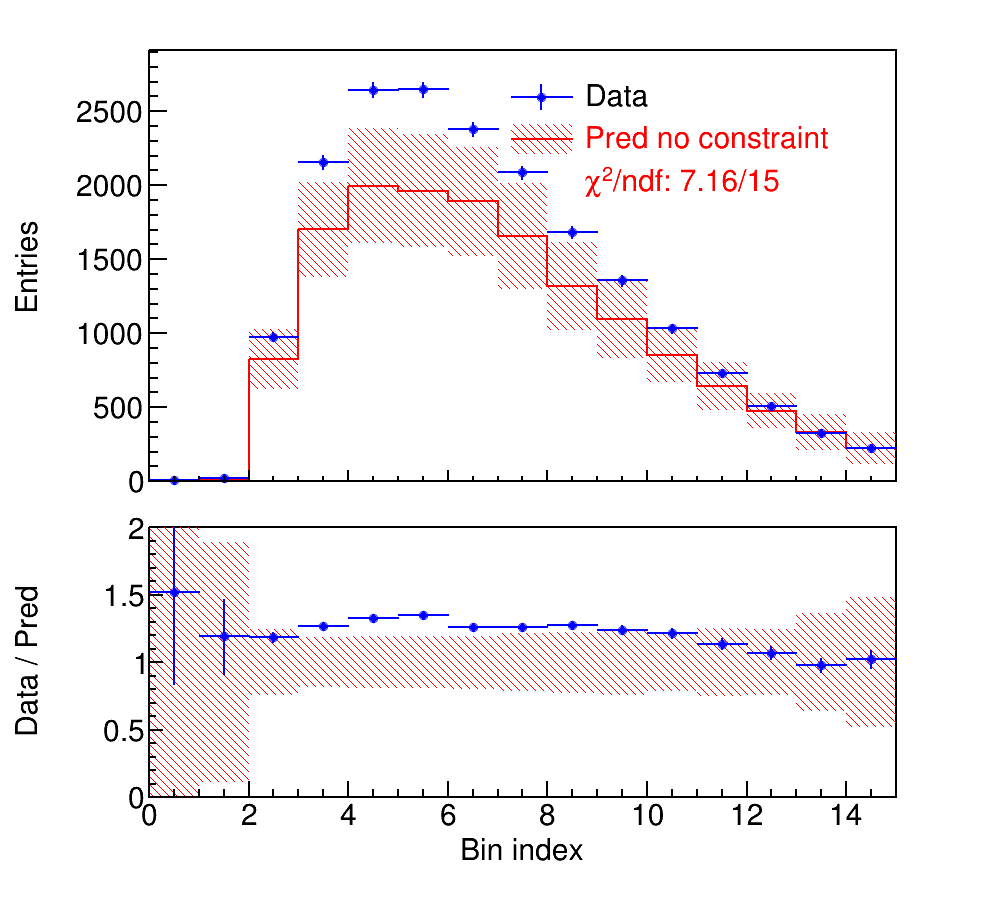 Data
Pred no constraint
χ²/ndf: 7.16/15
Entries
2500
2000
1500
1000
500
0
Data / Pred
2
1.5
1
0.5
0
0 2 4 6 8 10 12 14
Bin index